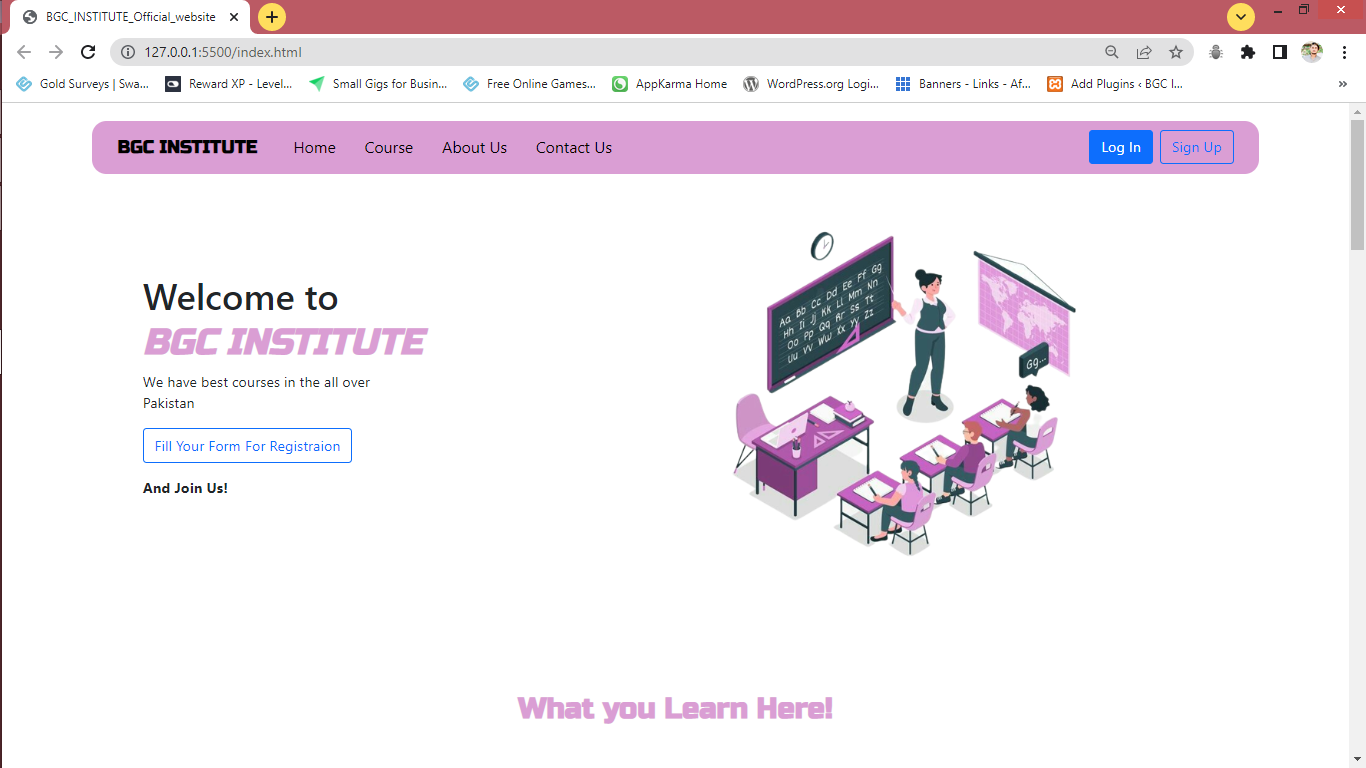 BGC_INSTITUTE_Official_website
127.0.0.1:5500/index.html
Gold Surveys | Swa... Reward XP - Level... Small Gigs for Busin... Free Online Games... AppKarma Home WordPress.org Logi... Banners - Links - Af... Add Plugins ‹ BGC I...
BGC INSTITUTE Home Course About Us Contact Us Log In Sign Up
Welcome to
BGC INSTITUTE
We have best courses in the all over
Pakistan
Fill Your Form For Registraion
And Join Us!
Aa Bb Cc Dd Ee Ff Gg
Hh Ii Jj Kk Ll Mm Nn
Oo Pp Qq Rr Ss Tt
Uu Vv Ww Xx Yy Zz
Gg...
What you Learn Here!